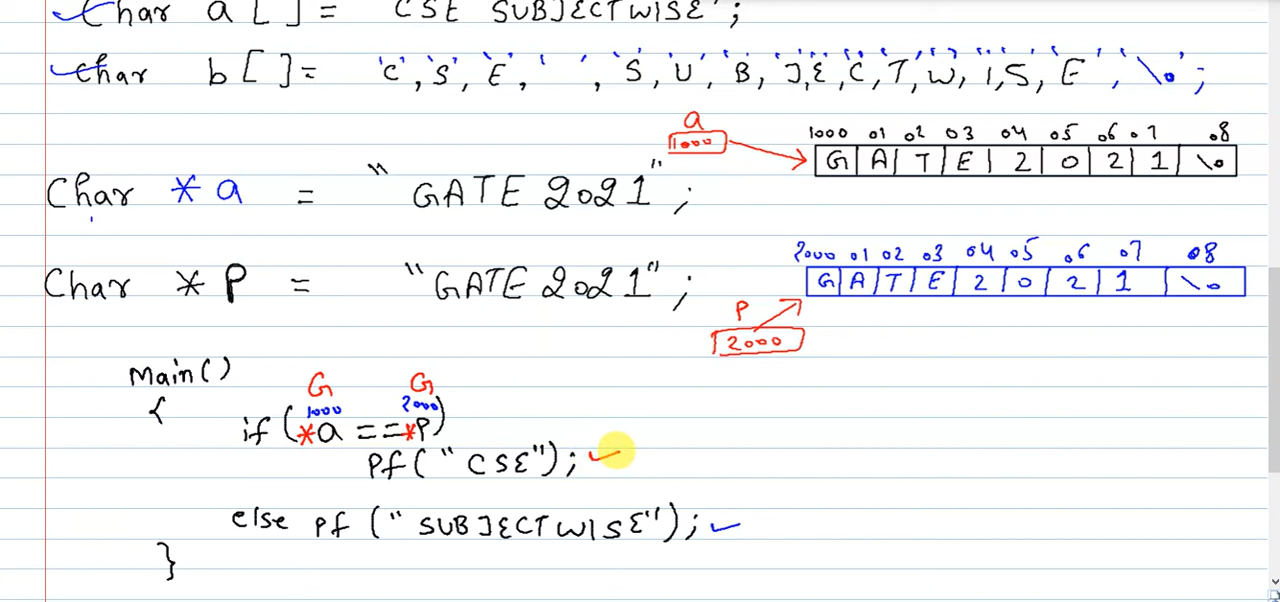 Char a[] = "CSE SUBJECTWISE";
Char b[] = 'C','S','E',' ','S','U','B','J','E','C','T','W','I','S','E','\0';
a
1000
1000 01 02 03 04 05 06 07 08
G A T E 2 0 2 1 \0
Char *a = "GATE 2021";
2000 01 02 03 04 05 06 07 08
Char *P = "GATE 2021";
G A T E 2 0 2 1 \0
P
2000
Main()
G G
1000 2000
{ if (*a == *P)
Pf("CSE");
else Pf("SUBJECTWISE");
}